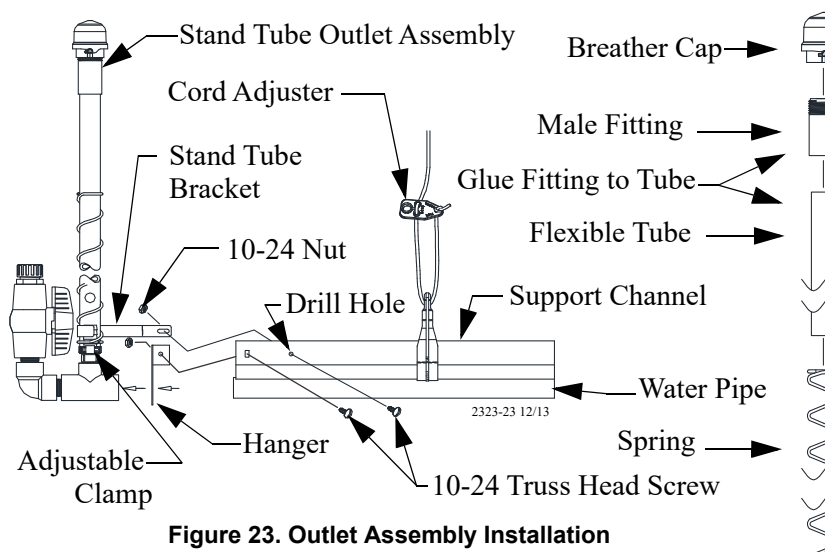 Stand Tube Outlet Assembly
Breather Cap
Cord Adjuster
Male Fitting
Stand Tube
Bracket
Glue Fitting to Tube
Flexible Tube
10-24 Nut
Drill Hole
Support Channel
Water Pipe
2323-23 12/13
Hanger
Spring
Adjustable
Clamp
10-24 Truss Head Screw
Figure 23. Outlet Assembly Installation